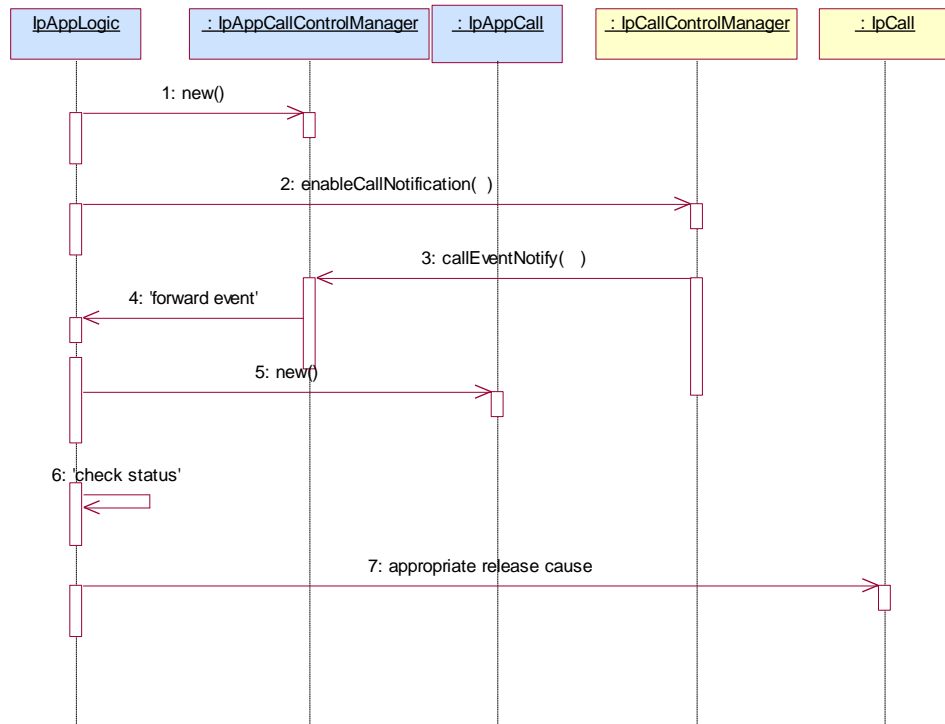 IpAppLogic
: IpAppCallControlManager
: IpAppCall
: IpCallControlManager
: IpCall
1: new()
2: enableCallNotification( )
3: callEventNotify( )
4: 'forward event'
5: new()
6: 'check status'
7: appropriate release cause